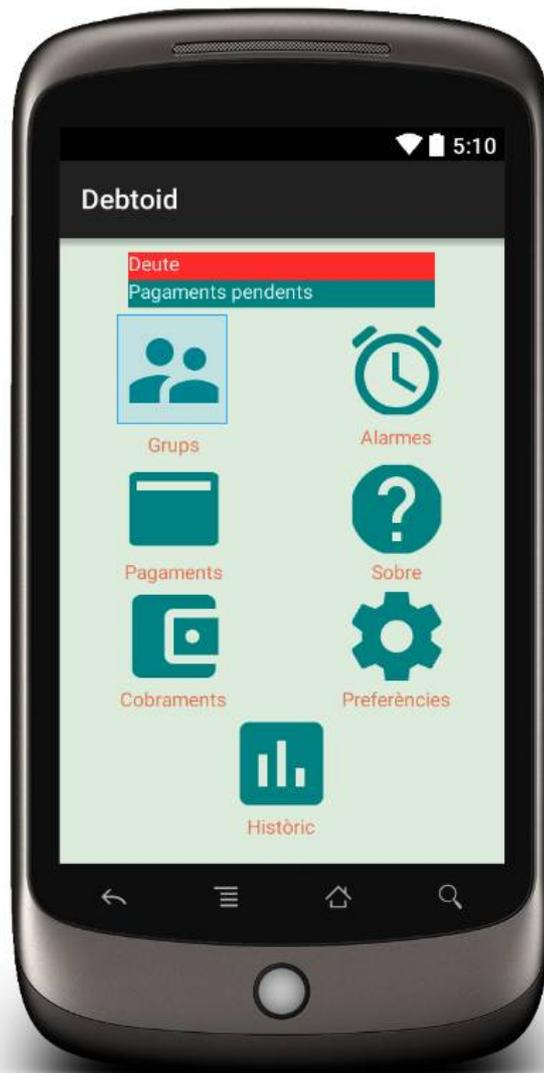 5:10
Debtoid
Deute
Pagaments pendents
Grups
Alarmes
Pagaments
Sobre
Cobraments
Preferències
Històric